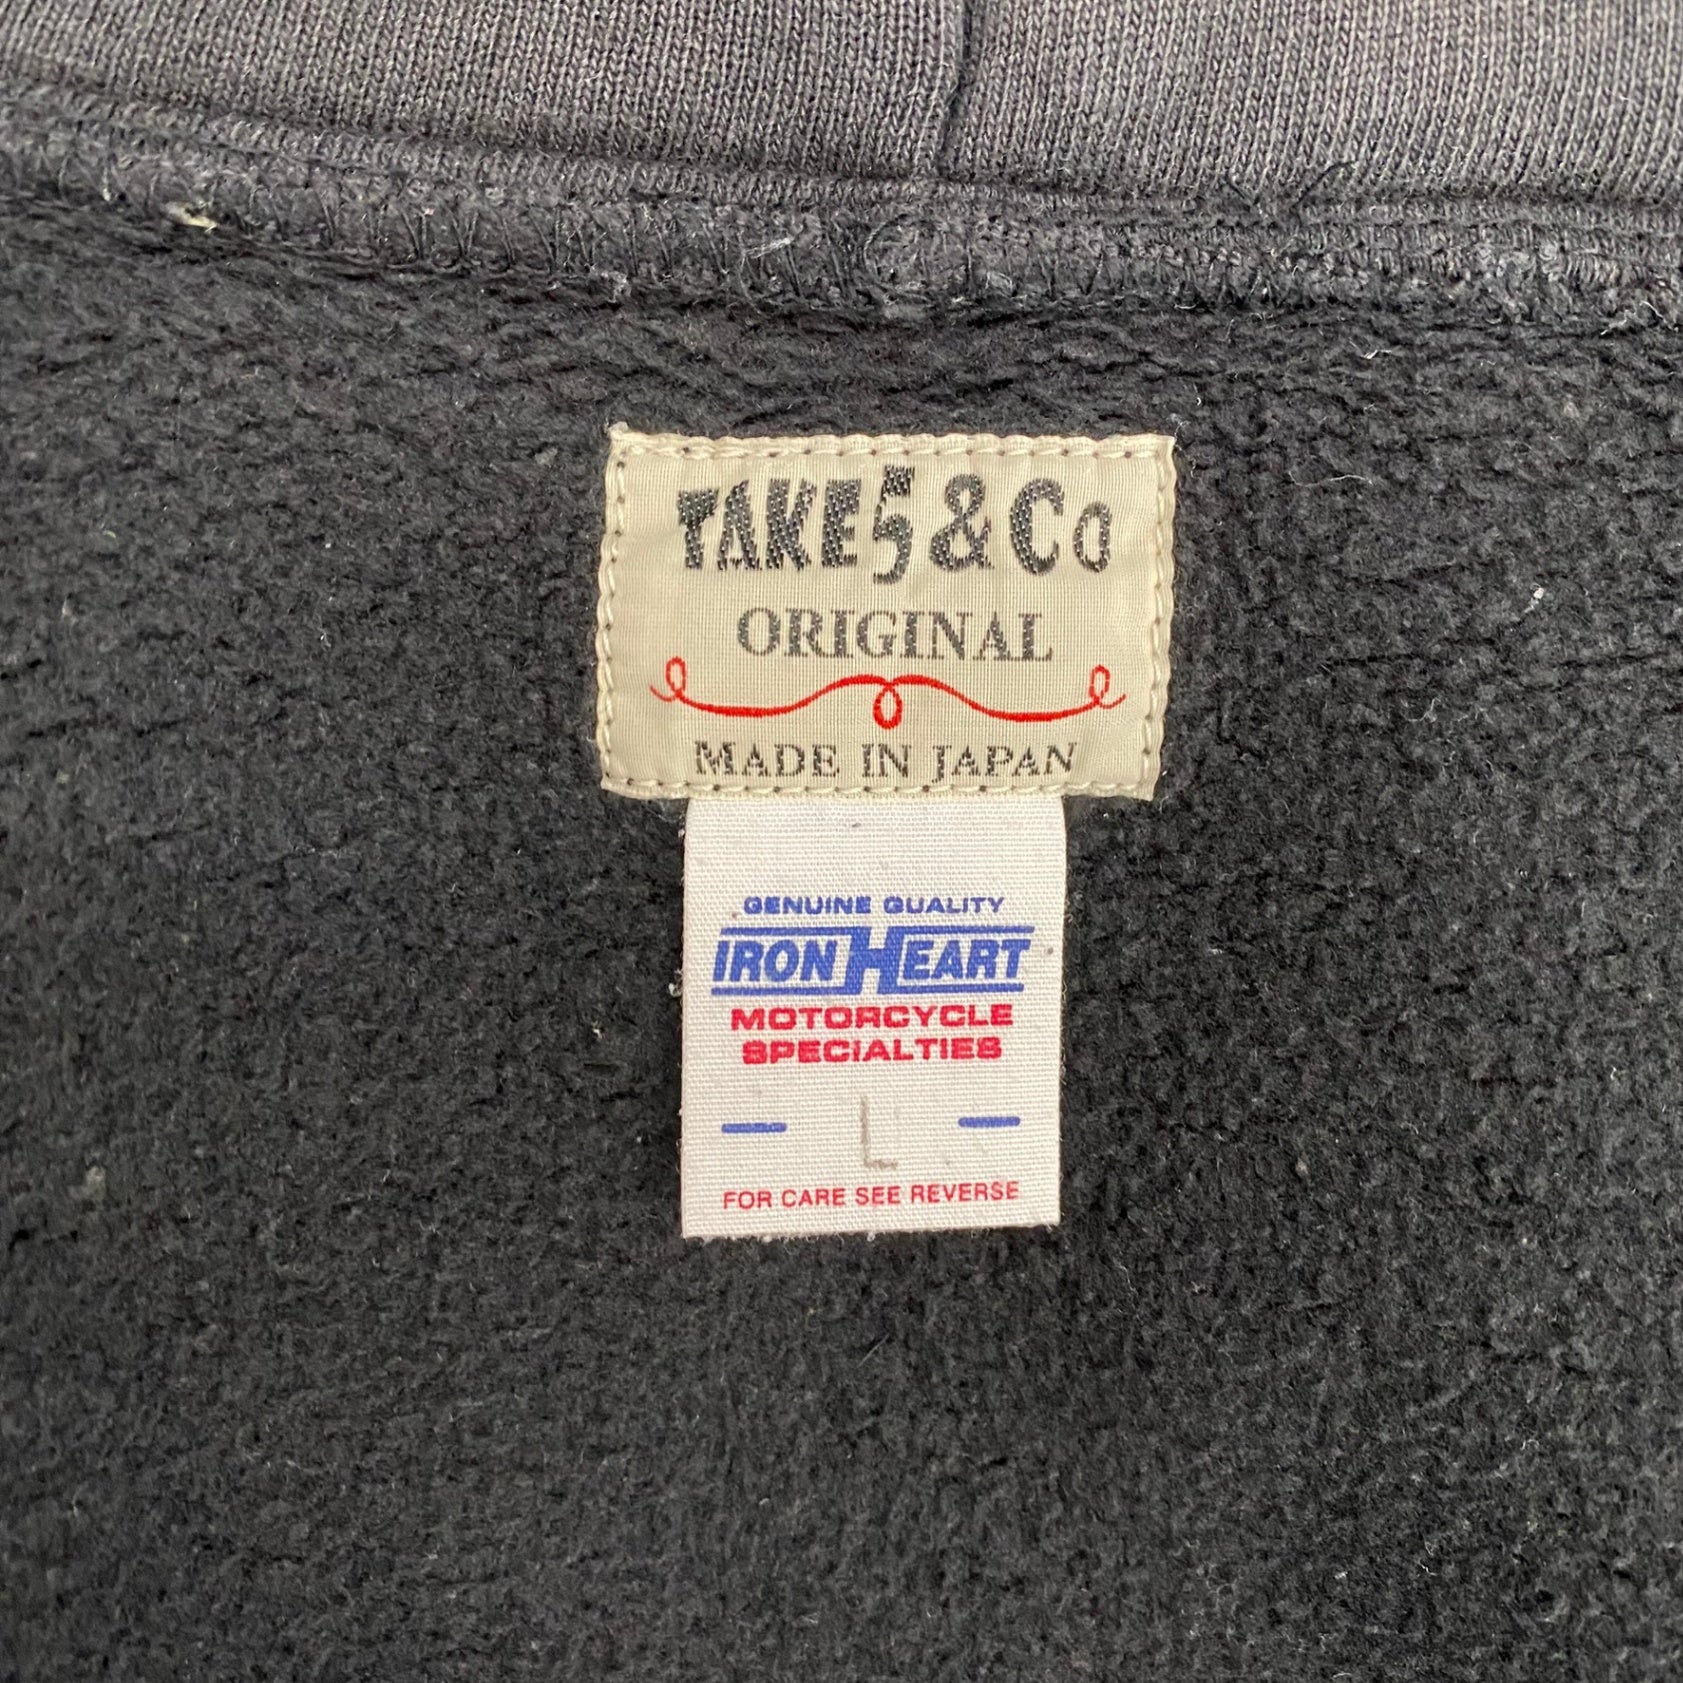 TAKE5&Co
ORIGINAL
MADE IN JAPAN
GENUINE QUALITY
IRON HEART
MOTORCYCLE
SPECIALTIES
L
FOR CARE SEE REVERSE